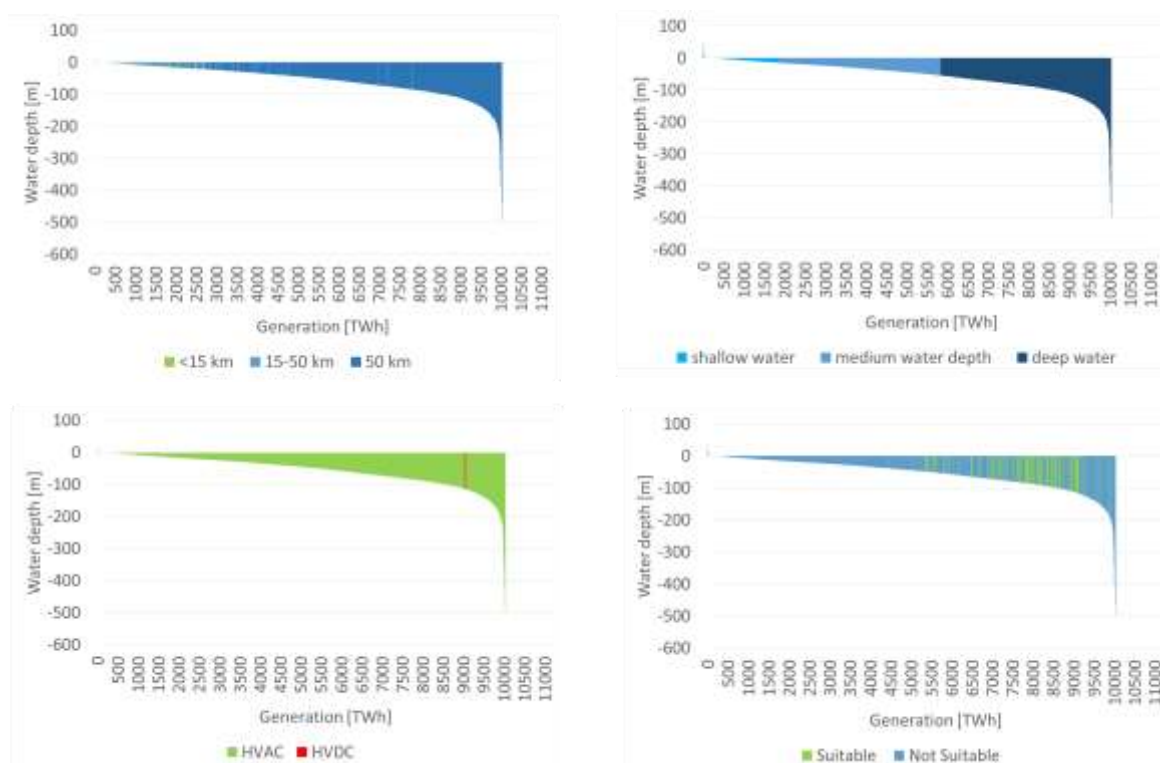 100
0
-100
-200
-300
-400
-500
-600
Water depth [m]
0 500 1000 1500 2000 2500 3000 3500 4000 4500 5000 5500 6000 6500 7000 7500 8000 8500 9000 9500 10000 10500 11000
Generation [TWh]
<15 km 15-50 km 50 km
100
0
-100
-200
-300
-400
-500
-600
Water depth [m]
0 500 1000 1500 2000 2500 3000 3500 4000 4500 5000 5500 6000 6500 7000 7500 8000 8500 9000 9500 10000 10500 11000
Generation [TWh]
shallow water medium water depth deep water
100
0
-100
-200
-300
-400
-500
-600
Water depth [m]
0 500 1000 1500 2000 2500 3000 3500 4000 4500 5000 5500 6000 6500 7000 7500 8000 8500 9000 9500 10000 10500 11000
Generation [TWh]
HVAC HVDC
100
0
-100
-200
-300
-400
-500
-600
Water depth [m]
0 500 1000 1500 2000 2500 3000 3500 4000 4500 5000 5500 6000 6500 7000 7500 8000 8500 9000 9500 10000 10500 11000
Generation [TWh]
Suitable Not Suitable